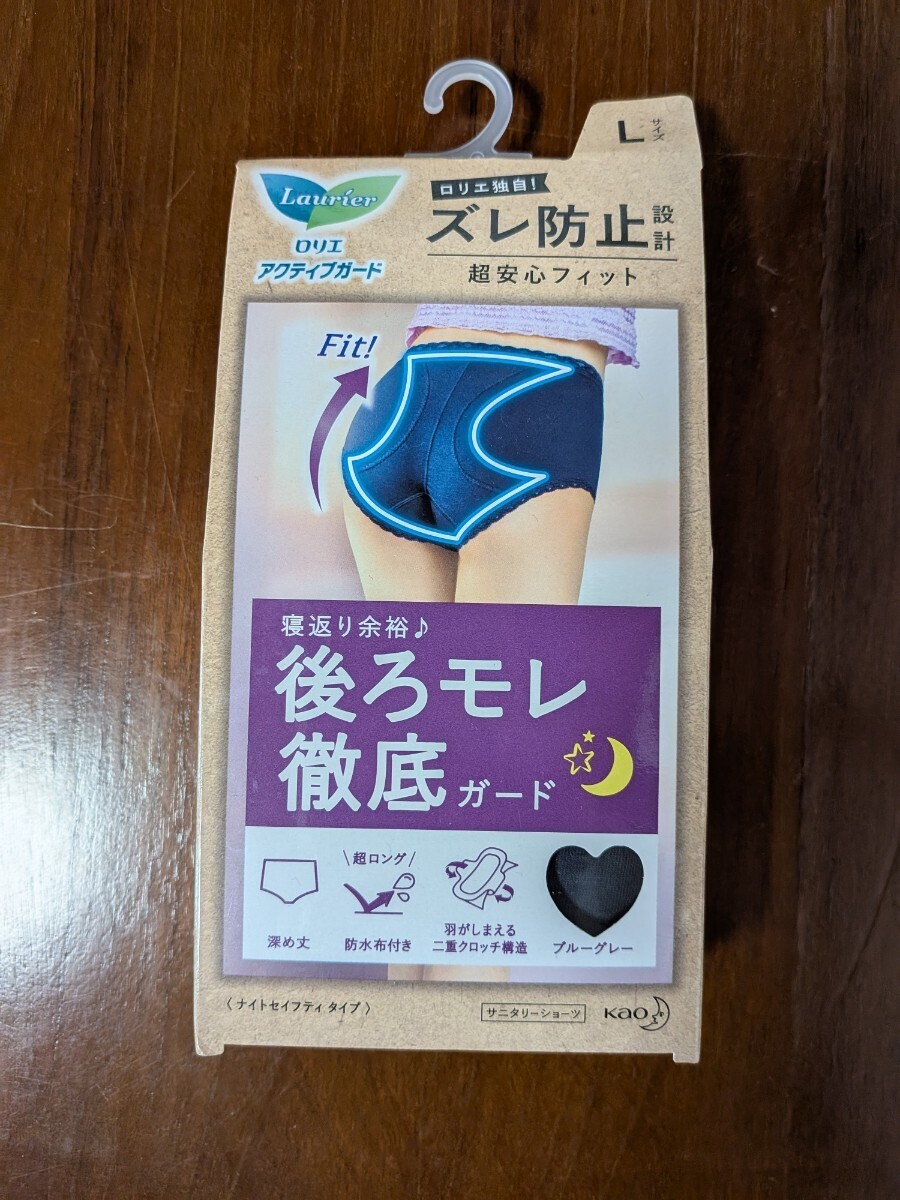 Lサイズ
Laurier
ロリエ
アクティブガード
ロリエ独自!
ズレ防止設計
超安心フィット
Fit!
寝返り余裕♪
後ろモレ
徹底ガード
深め丈
\超ロング/
防水布付き
羽がしまえる
二重クロッチ構造
ブルーグレー
〈ナイトセイフティ タイプ〉
サニタリーショーツ
Kao